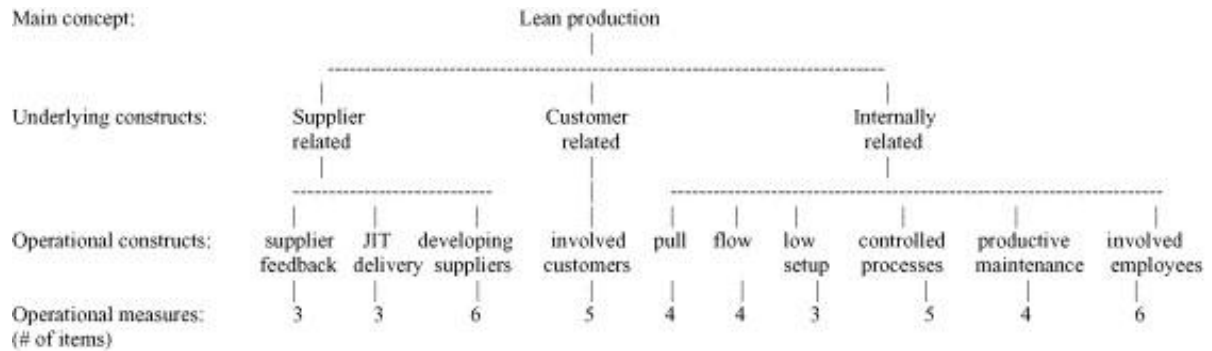 Main concept: Lean production
Underlying constructs: Supplier Customer Internally
related related related
Operational constructs: supplier JIT developing involved pull flow low controlled productive involved
feedback delivery suppliers customers setup processes maintenance employees
Operational measures: 3 3 6 5 4 4 3 5 4 6
(# of items)